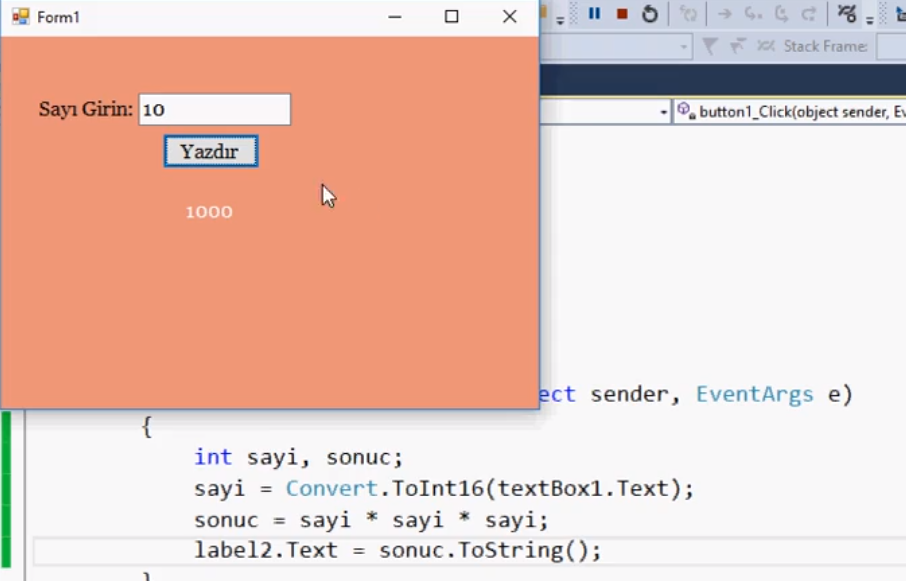 Form1
Stack Frame:
button1_Click(object sender, Ev
Sayı Girin: 10
Yazdır
1000
ect sender, EventArgs e)
{
int sayi, sonuc;
sayi = Convert.ToInt16(textBox1.Text);
sonuc = sayi * sayi * sayi;
label2.Text = sonuc.ToString();
}